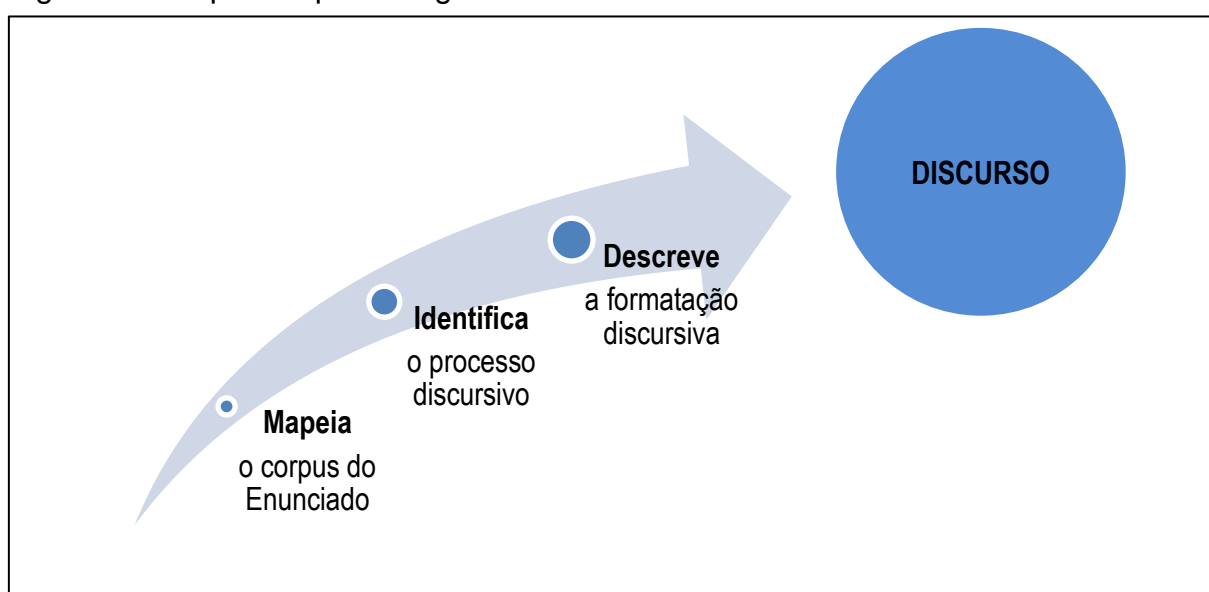 DISCURSO
Descreve
a formatação
discursiva
Identifica
o processo
discursivo
Mapeia
o corpus do
Enunciado